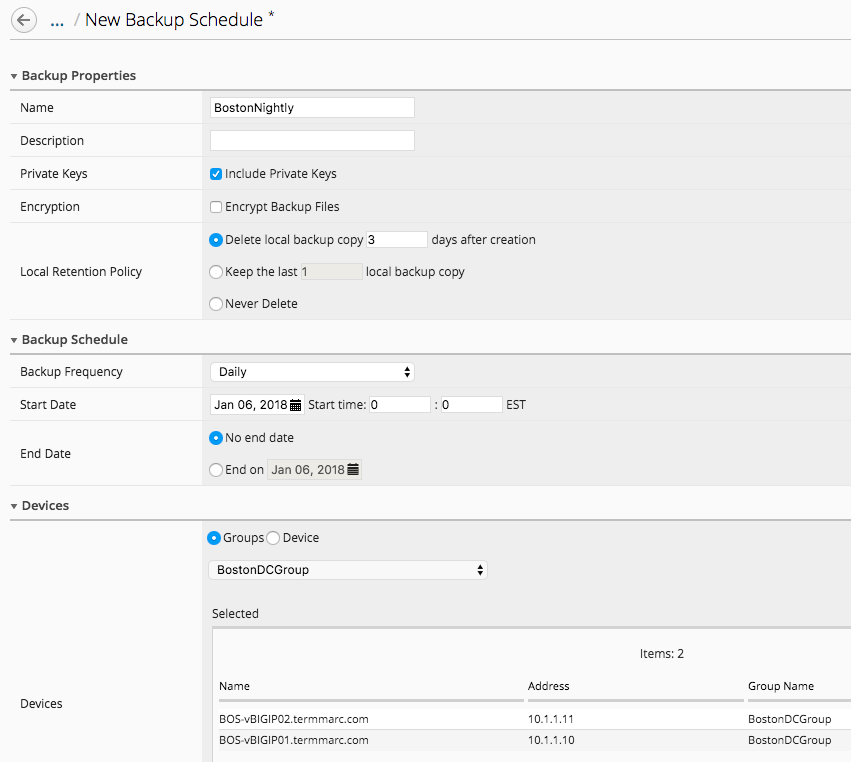 ... / New Backup Schedule *
Backup Properties
Name BostonNightly
Description
Private Keys Include Private Keys
Encryption Encrypt Backup Files
Delete local backup copy 3 days after creation
Local Retention Policy Keep the last 1 local backup copy
Never Delete
Backup Schedule
Backup Frequency Daily
Start Date Jan 06, 2018 Start time: 0 : 0 EST
No end date
End Date
End on Jan 06, 2018
Devices
Groups Device
BostonDCGroup
Selected
Items: 2
Name Address Group Name
Devices
BOS-vBIGIP02.termmarc.com 10.1.1.11 BostonDCGroup
BOS-vBIGIP01.termmarc.com 10.1.1.10 BostonDCGroup